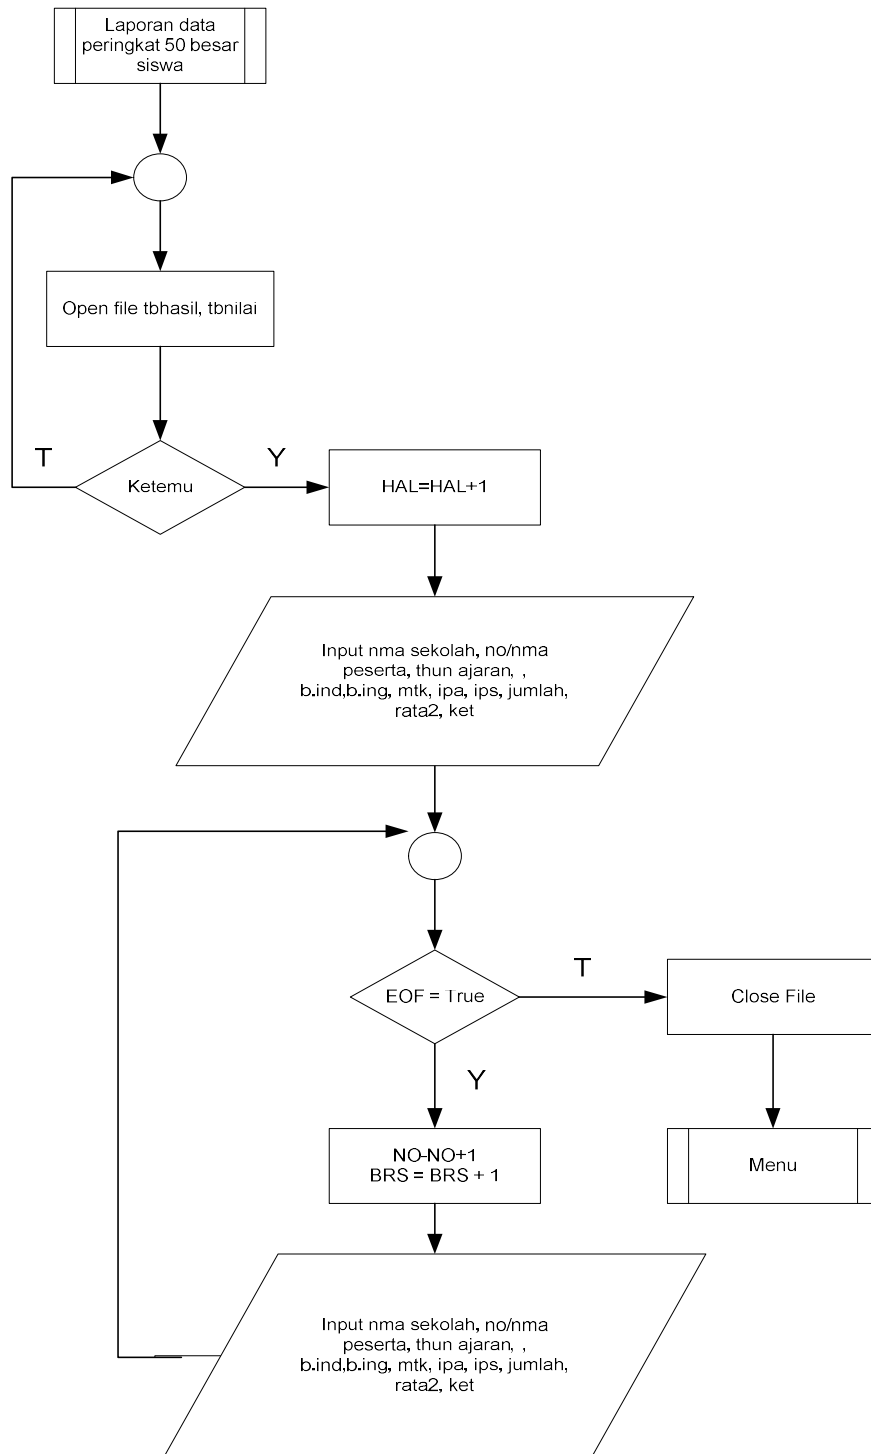 Laporan data
peringkat 50 besar
siswa
Open file tbhasil, tbnilai
T
Y
Ketemu
HAL=HAL+1
Input nma sekolah, no/nma
peserta, thun ajaran, ,
b.ind,b.ing, mtk, ipa, ips, jumlah,
rata2, ket
T
EOF = True
Close File
Y
NO-NO+1
BRS = BRS + 1
Menu
Input nma sekolah, no/nma
peserta, thun ajaran, ,
b.ind,b.ing, mtk, ipa, ips, jumlah,
rata2, ket